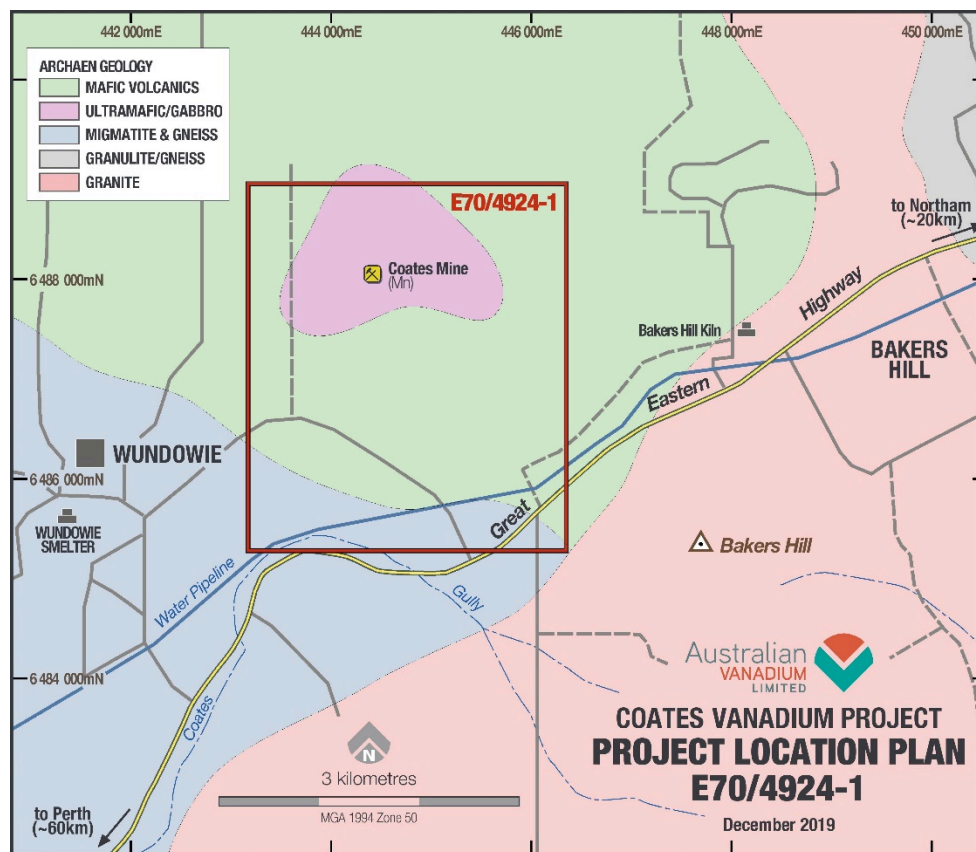 442 000mE
444 000mE
446 000mE
448 000mE
450 000mE
ARCHAEN GEOLOGY
MAFIC VOLCANICS
ULTRAMAFIC/GABBRO
MIGMATITE & GNEISS
GRANULITE/GNEISS
GRANITE
E70/4924-1
to Northam
(~20km)
6 488 000mN
Coates Mine
(Mn)
Highway
Bakers Hill Kiln
BAKERS
HILL
Eastern
WUNDOWIE
6 486 000mN
Great
WUNDOWIE
SMELTER
Bakers Hill
Water Pipeline
Gully
6 484 000mN
Coates
Australian
VANADIUM
LIMITED
COATES VANADIUM PROJECT
PROJECT LOCATION PLAN
E70/4924-1
December 2019
N
3 kilometres
MGA 1994 Zone 50
to Perth
(~60km)